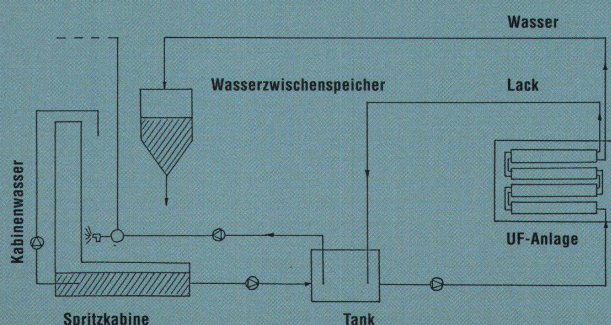 Wasser
Wasserzwischenspeicher
Lack
Kabinenwasser
UF-Anlage
Spritzkabine
Tank